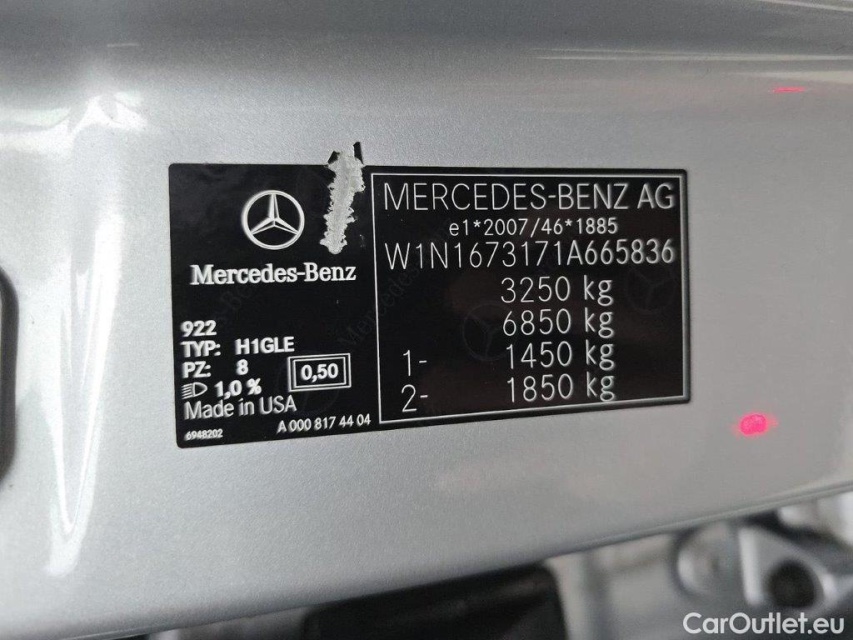 Mercedes-Benz
922
TYP: H1GLE
PZ: 8
1,0 %
0,50
Made in USA
6948202
A 000 817 44 04
MERCEDES-BENZ AG
e1*2007/46*1885
W1N1673171A665836
3250 kg
6850 kg
1- 1450 kg
2- 1850 kg
CarOutlet.eu